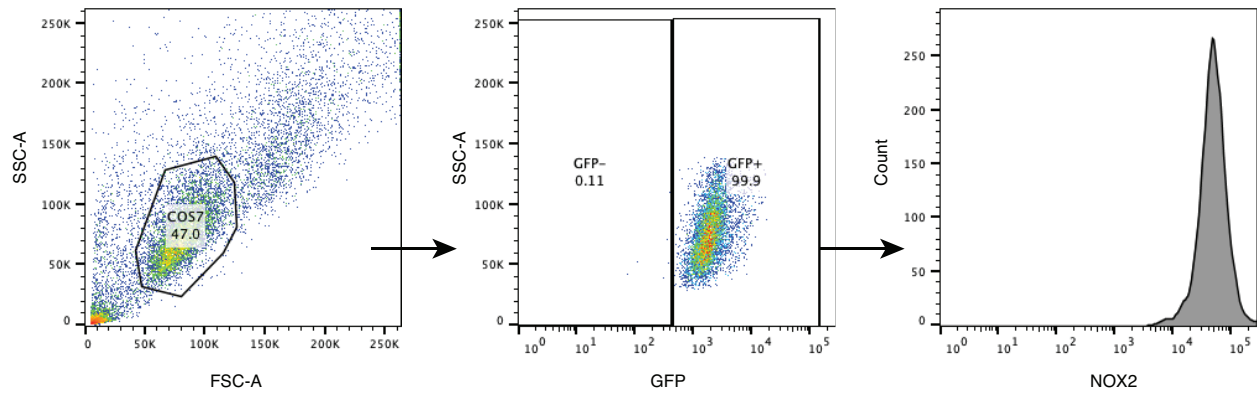 250K
200K
150K
100K
50K
0
SSC-A
COS7
47.0
0 50K 100K 150K 200K 250K
FSC-A
250K
200K
150K
100K
50K
0
SSC-A
GFP–
0.11
GFP+
99.9
10^0 10^1 10^2 10^3 10^4 10^5
GFP
250
200
150
100
50
0
Count
10^0 10^1 10^2 10^3 10^4 10^5
NOX2